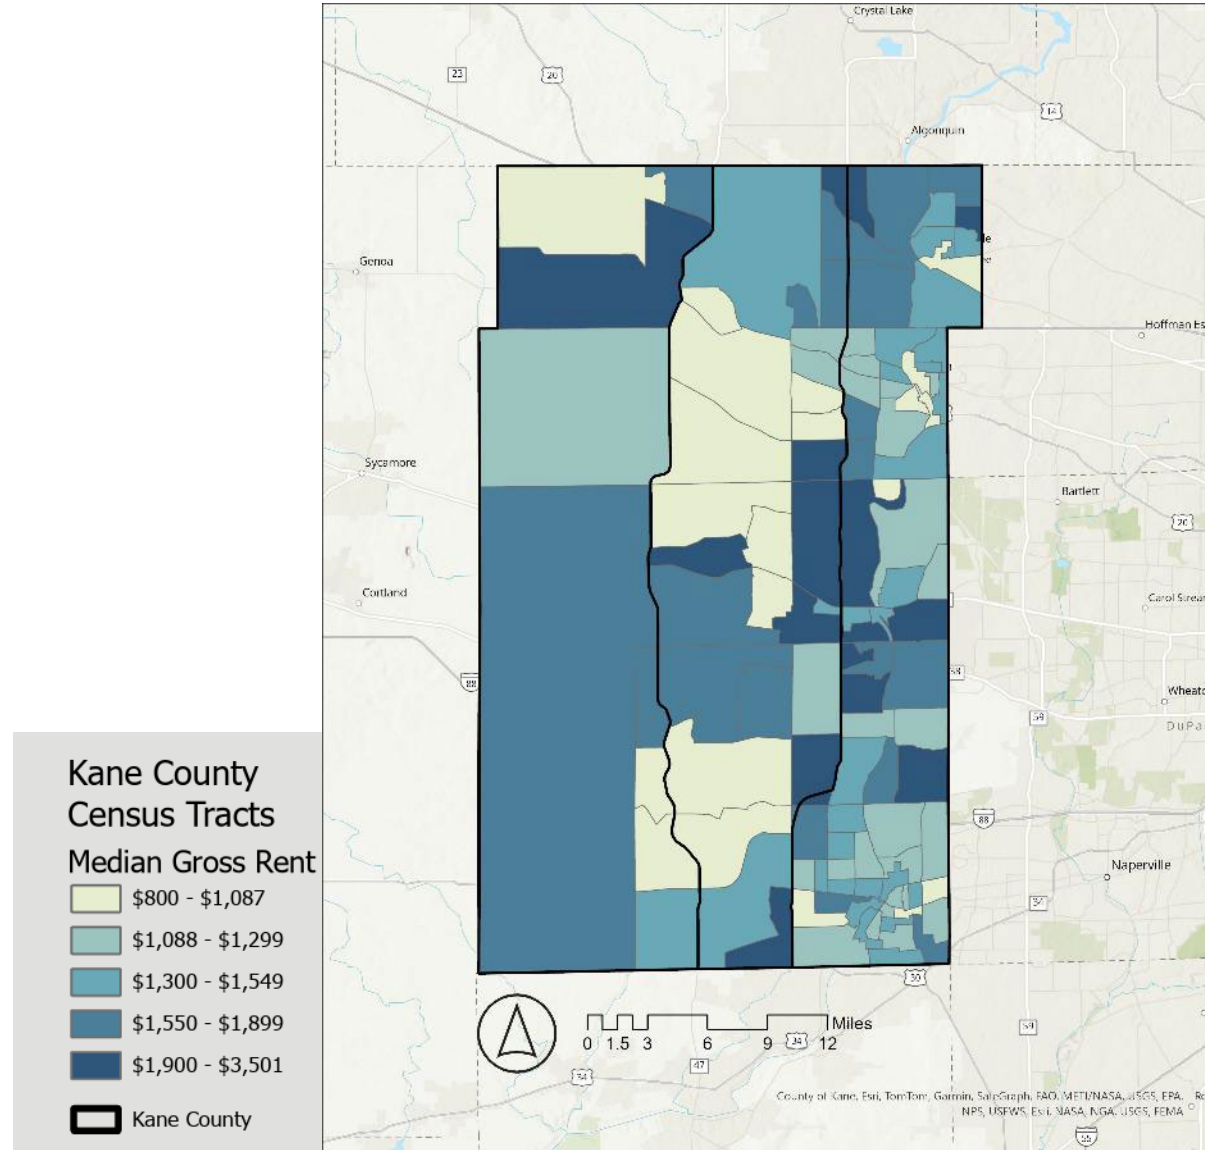 Crystal Lake
23
20
14
Algonquin
Genoa
Hoffman Es
Sycamore
Bartlett
20
Cortland
Carol Strea
88
Wheato
59
DuPa
88
Naperville
34
30
59
Kane County
Census Tracts
Median Gross Rent
$800 - $1,087
$1,088 - $1,299
$1,300 - $1,549
$1,550 - $1,899
$1,900 - $3,501
Kane County
Miles
0 1.5 3 6 9 12
34
47
34
55
County of Kane, Esri, TomTom, Garmin, SafeGraph, FAO, METI/NASA, USGS, EPA,
NPS, USFWS, Esri, NASA, NGA, USGS, FEMA